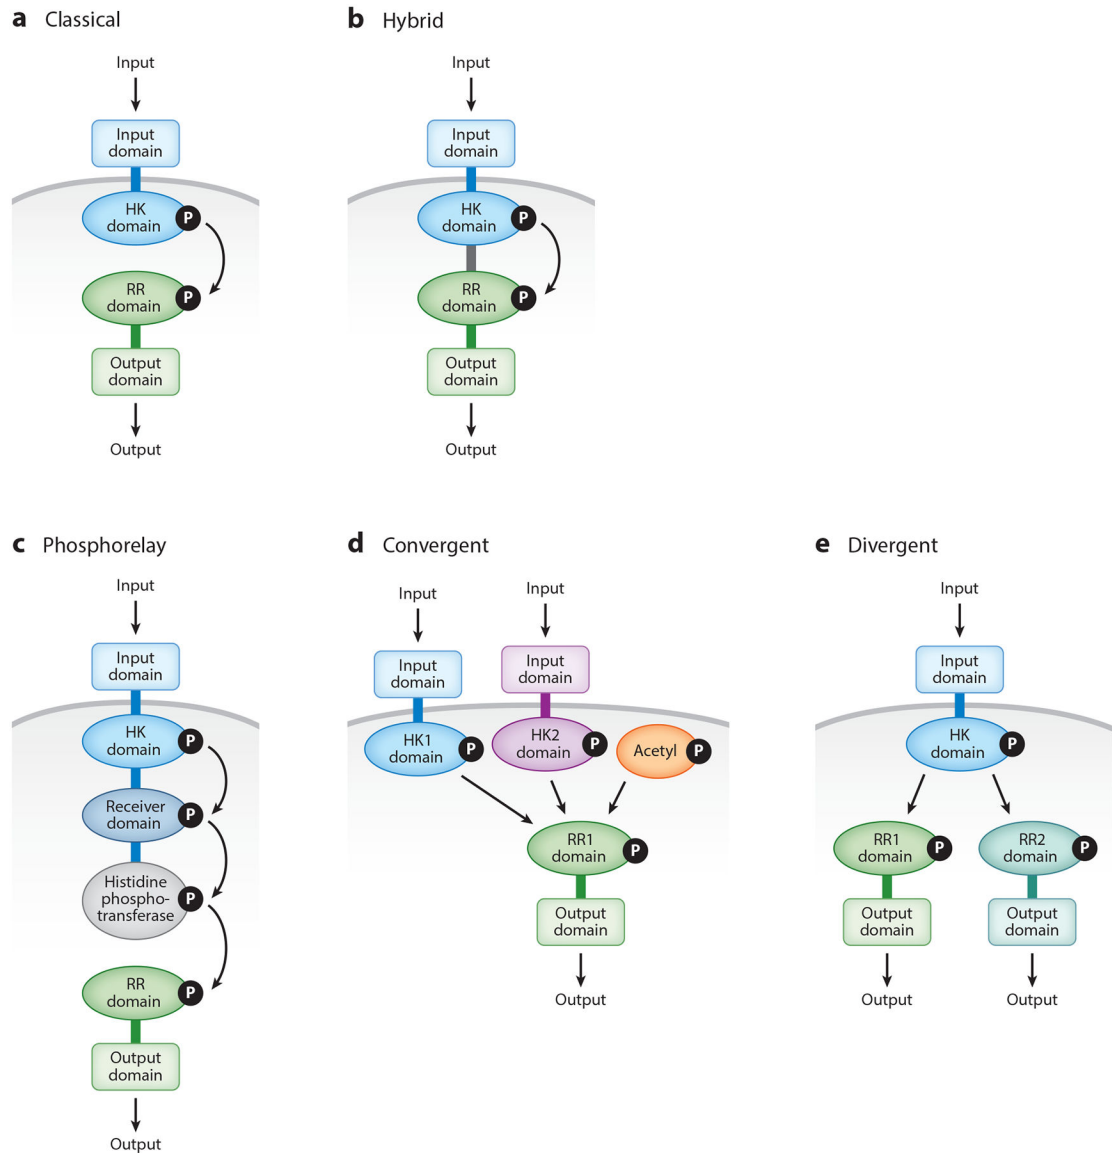 a Classical
Input
Input
domain
HK
domain
P
RR
domain
P
Output
domain
Output
b Hybrid
Input
Input
domain
HK
domain
P
RR
domain
P
Output
domain
Output
c Phosphorelay
Input
Input
domain
HK
domain
P
Receiver
domain
P
Histidine
phospho-
transferase
P
RR
domain
P
Output
domain
Output
d Convergent
Input
Input
Input
domain
Input
domain
HK1
domain
P
HK2
domain
P
Acetyl
P
RR1
domain
P
Output
domain
Output
e Divergent
Input
Input
domain
HK
domain
P
RR1
domain
P
RR2
domain
P
Output
domain
Output
domain
Output
Output